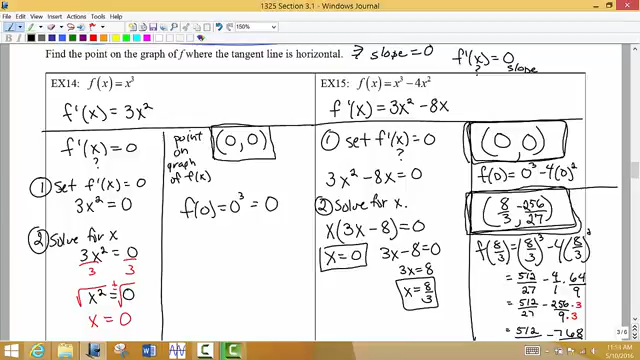 1325 Section 3.1 - Windows Journal
File Edit View Insert Actions Tools Help
Find the point on the graph of f where the tangent line is horizontal. ? slope = 0
f'(x) = 0
? slope
EX14: f(x) = x³
f'(x) = 3x²
f'(x) = 0
?
① Set f'(x) = 0
3x² = 0
② Solve for x
3x² = 0
3 3
√x² = ±√0
x = 0
point on graph of f(x)
(0, 0)
f(0) = 0³ = 0
EX15: f(x) = x³ − 4x²
f'(x) = 3x² − 8x
① set f'(x) = 0
?
3x² − 8x = 0
② Solve for x.
x(3x − 8) = 0
x = 0 3x − 8 = 0
3x = 8
x = 8/3
(0, 0)
f(0) = 0³ − 4(0)²
(8/3, −256/27)
f(8/3) = (8/3)³ − 4(8/3)²
= 512/27 − 4/1 · 64/9
= 512/27 − 256·3/9·3
= 512 − 768
3/6
11:53 AM
5/10/2016